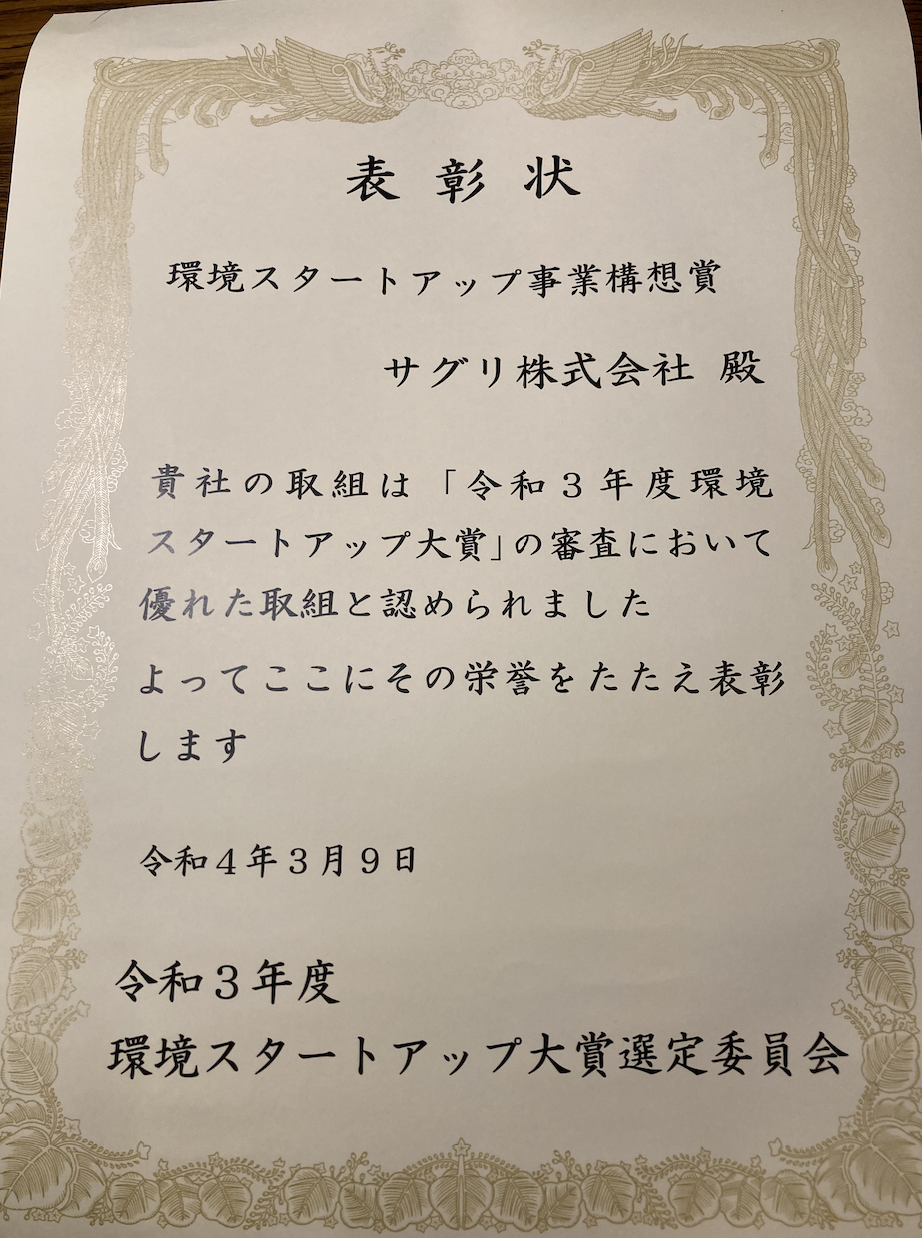 表彰状
環境スタートアップ事業構想賞
サグリ株式会社 殿
貴社の取組は「令和3年度環境
スタートアップ大賞」の審査において
優れた取組と認められました
よってここにその栄誉をたたえ表彰
します
令和4年3月9日
令和3年度
環境スタートアップ大賞選定委員会